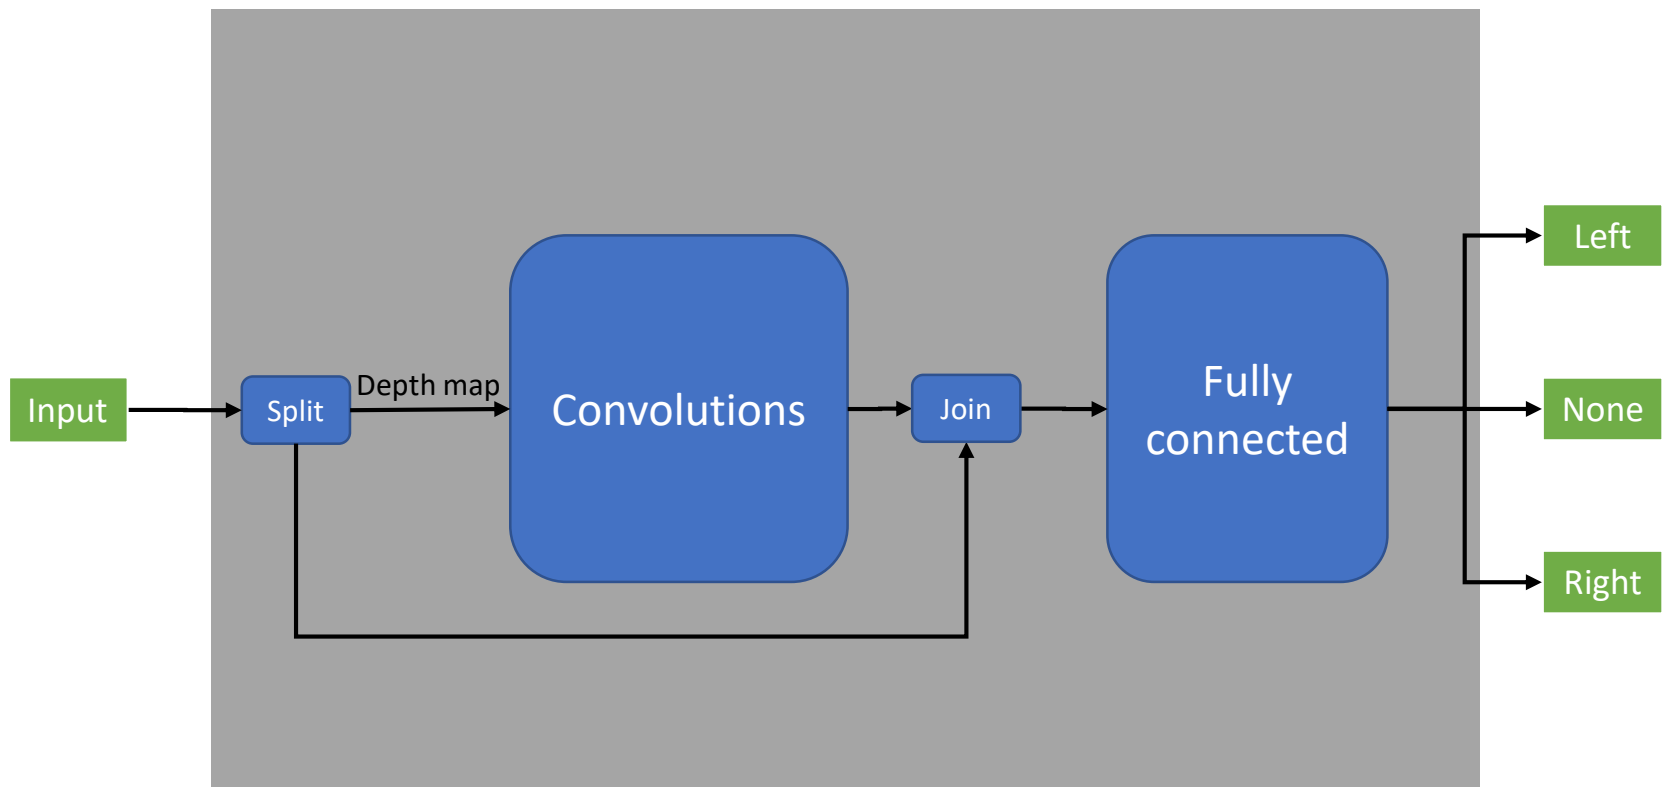 Input
Split
Depth map
Convolutions
Join
Fully
connected
Left
None
Right